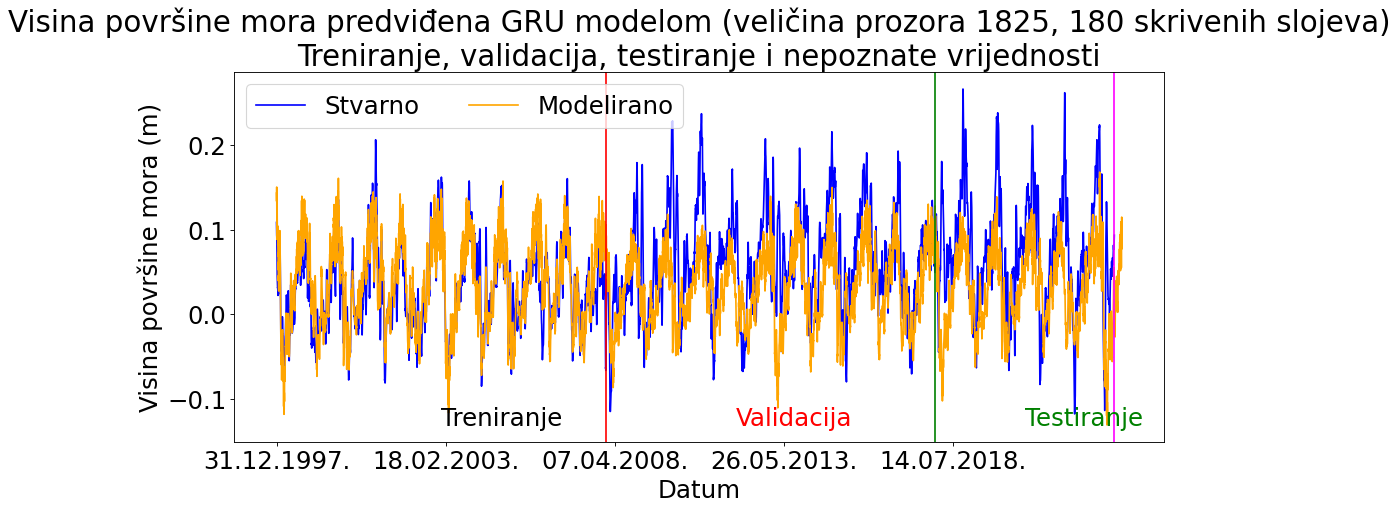 Visina površine mora predviđena GRU modelom (veličina prozora 1825, 180 skrivenih slojeva)
Treniranje, validacija, testiranje i nepoznate vrijednosti
Stvarno
Modelirano
Visina površine mora (m)
0.2
0.1
0.0
−0.1
Treniranje
Validacija
Testiranje
31.12.1997.
18.02.2003.
07.04.2008.
26.05.2013.
14.07.2018.
Datum